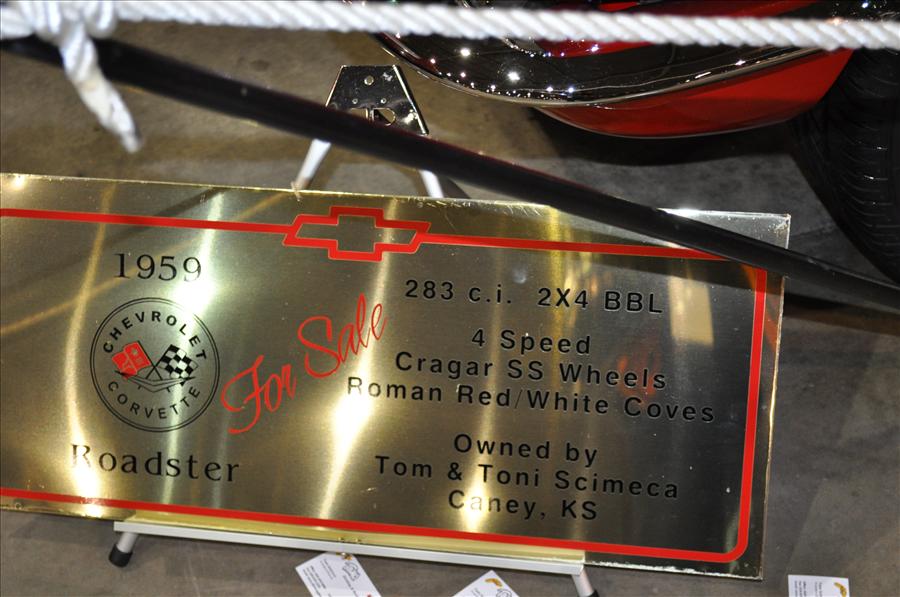 1959
CHEVROLET
CORVETTE
Roadster
For Sale
283 c.i. 2X4 BBL
4 Speed
Cragar SS Wheels
Roman Red/White Coves
Owned by
Tom & Toni Scimeca
Caney, KS